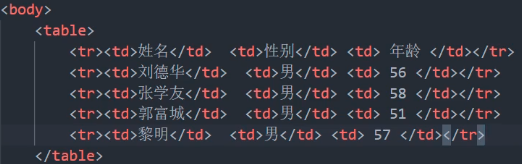 <body>
<table>
<tr><td>姓名</td>  <td>性别</td> <td> 年龄 </td></tr>
<tr><td>刘德华</td>  <td>男</td> <td> 56 </td></tr>
<tr><td>张学友</td>  <td>男</td> <td> 58 </td></tr>
<tr><td>郭富城</td>  <td>男</td> <td> 51 </td></tr>
<tr><td>黎明</td>  <td>男</td> <td> 57 </td></tr>
</table>